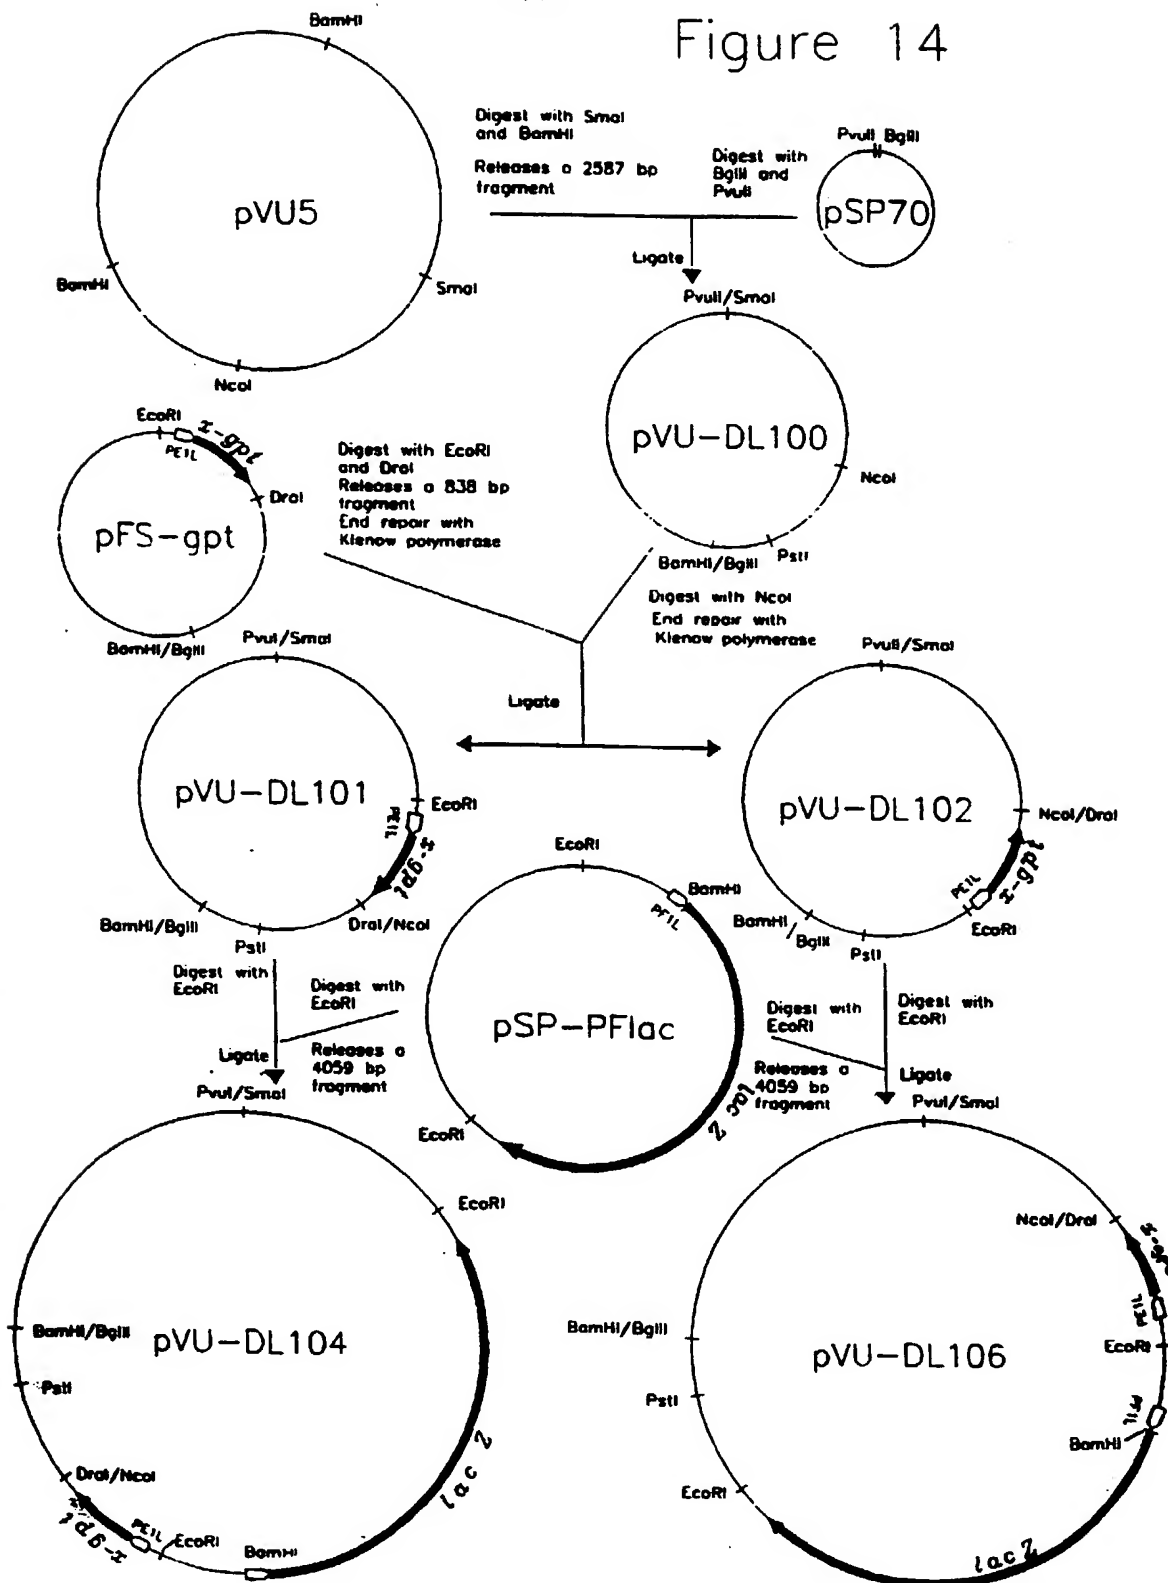 Figure 14
BamHI
Digest with SmaI
and BamHI
Releases a 2587 bp
fragment
Digest with
BglII and
PvuII
PvuII BglII
pVU5
pSP70
Ligate
BamHI
SmaI
NcoI
PvuII/SmaI
pVU-DL100
NcoI
PstI
BamHI/BglII
EcoRI
PE1L
x-gpt
DraI
pFS-gpt
BamHI/BglII
Digest with EcoRI
and DraI
Releases a 838 bp
fragment
End repair with
Klenow polymerase
Digest with NcoI
End repair with
Klenow polymerase
Ligate
PvuI/SmaI
pVU-DL101
EcoRI
PE1L
x-gpt
DraI/NcoI
PstI
BamHI/BglII
PvuII/SmaI
pVU-DL102
NcoI/DraI
x-gpt
PE1L
EcoRI
PstI
BamHI
/BglII
EcoRI
BamHI
PF1L
pSP-PFlac
lac Z
EcoRI
Digest with
EcoRI
Digest with
EcoRI
Ligate
Releases a
4059 bp
fragment
Digest with
EcoRI
Digest with
EcoRI
Releases a
4059 bp
fragment
Ligate
PvuI/SmaI
EcoRI
BamHI/BglII
pVU-DL104
PstI
DraI/NcoI
x-gpt
PE1L
EcoRI
BamHI
lac Z
PvuI/SmaI
NcoI/DraI
PE1L
EcoRI
PF1L
BamHI
pVU-DL106
BamHI/BglII
PstI
EcoRI
lac Z